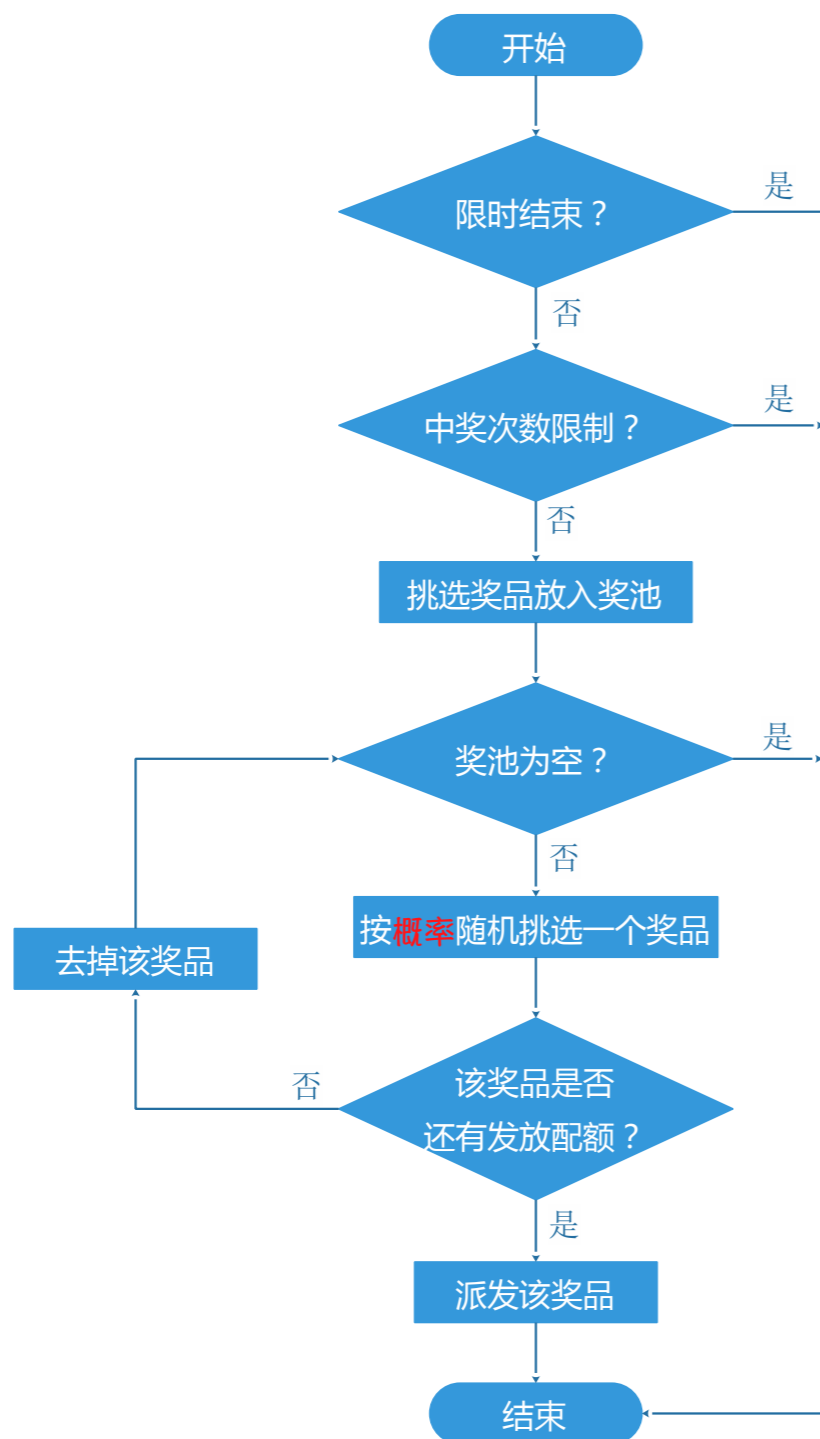 开始
限时结束？
是
否
中奖次数限制？
是
否
挑选奖品放入奖池
奖池为空？
是
否
按概率随机挑选一个奖品
去掉该奖品
该奖品是否
还有发放配额？
否
是
派发该奖品
结束